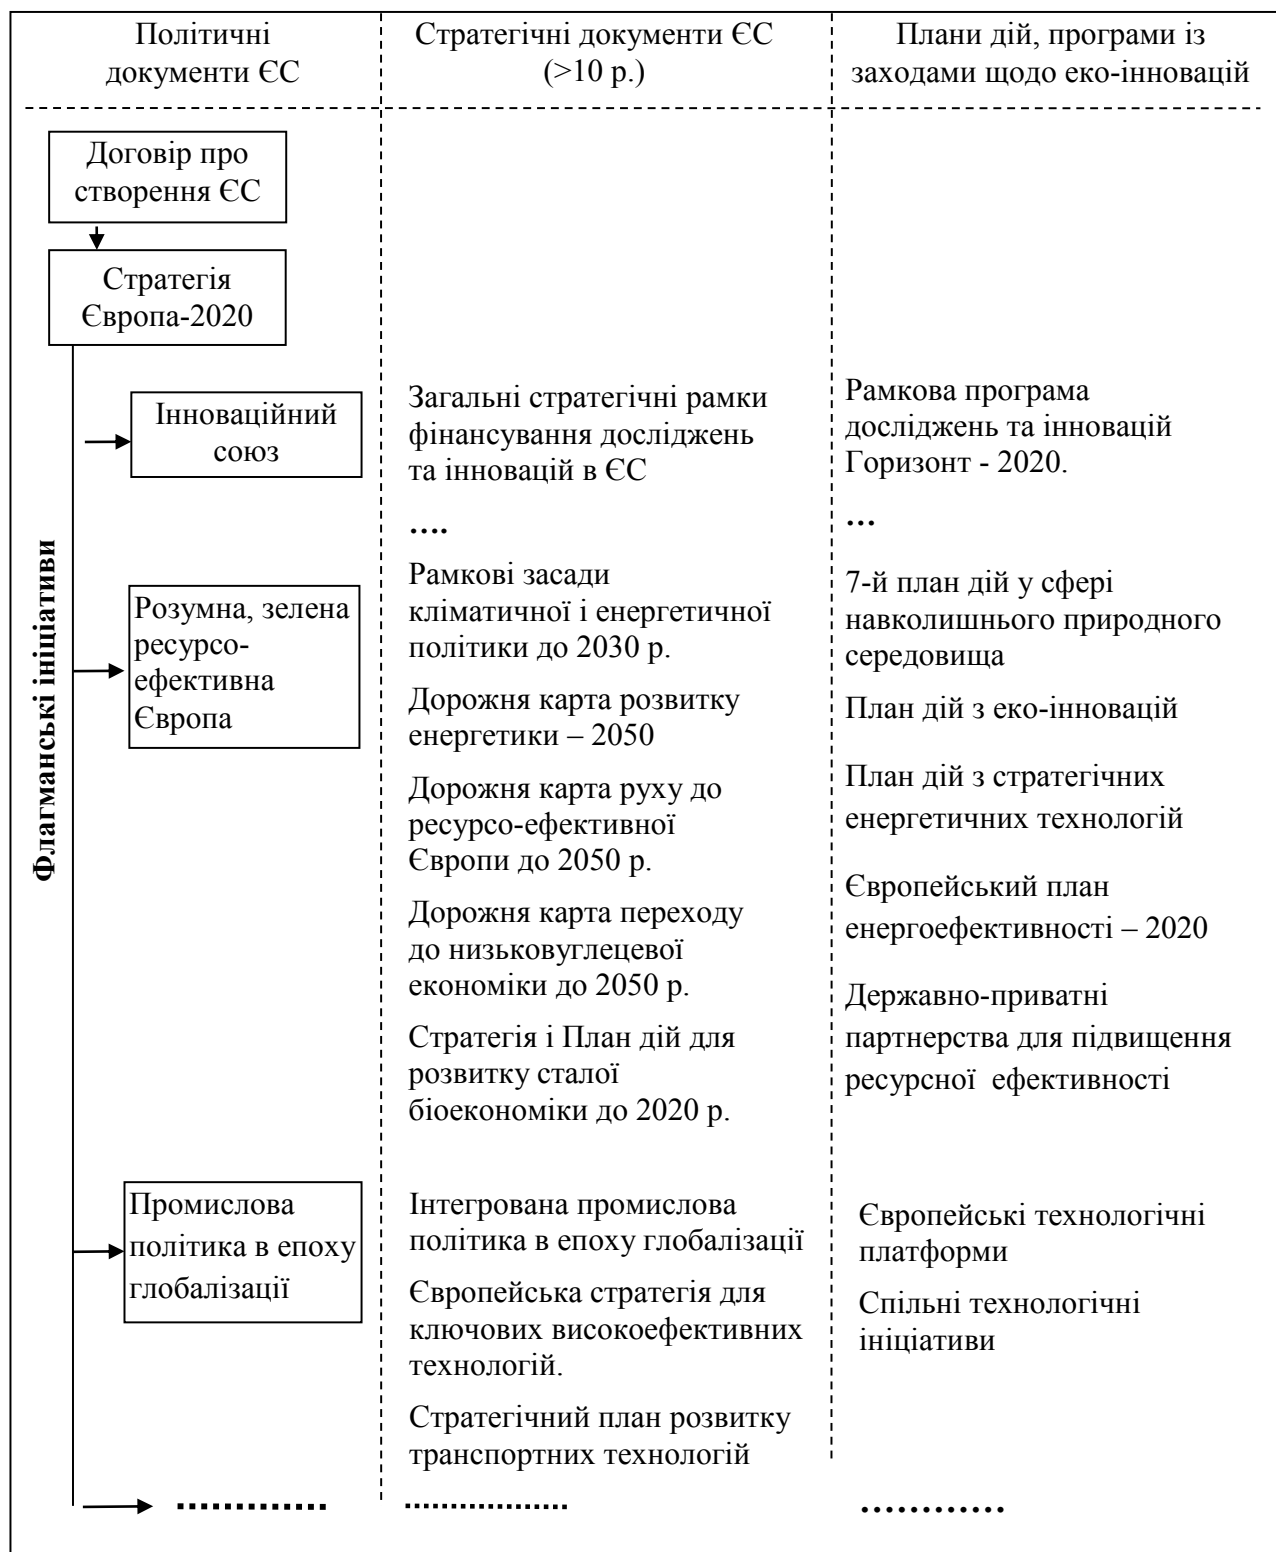 Політичні
документи ЄС
Стратегічні документи ЄС
(>10 р.)
Плани дій, програми із
заходами щодо еко-інновацій
Договір про
створення ЄС
Стратегія
Європа-2020
Флагманські ініціативи
Інноваційний
союз
Загальні стратегічні рамки
фінансування досліджень
та інновацій в ЄС
....
Рамкова програма
досліджень та інновацій
Горизонт - 2020.
...
Розумна, зелена
ресурсо-
ефективна
Європа
Рамкові засади
кліматичної і енергетичної
політики до 2030 р.
Дорожня карта розвитку
енергетики – 2050
Дорожня карта руху до
ресурсо-ефективної
Європи до 2050 р.
Дорожня карта переходу
до низьковуглецевої
економіки до 2050 р.
Стратегія і План дій для
розвитку сталої
біоекономіки до 2020 р.
7-й план дій у сфері
навколишнього природного
середовища
План дій з еко-інновацій
План дій з стратегічних
енергетичних технологій
Європейський план
енергоефективності – 2020
Державно-приватні
партнерства для підвищення
ресурсної ефективності
Промислова
політика в епоху
глобалізації
Інтегрована промислова
політика в епоху глобалізації
Європейська стратегія для
ключових високоефективних
технологій.
Стратегічний план розвитку
транспортних технологій
Європейські технологічні
платформи
Спільні технологічні
ініціативи